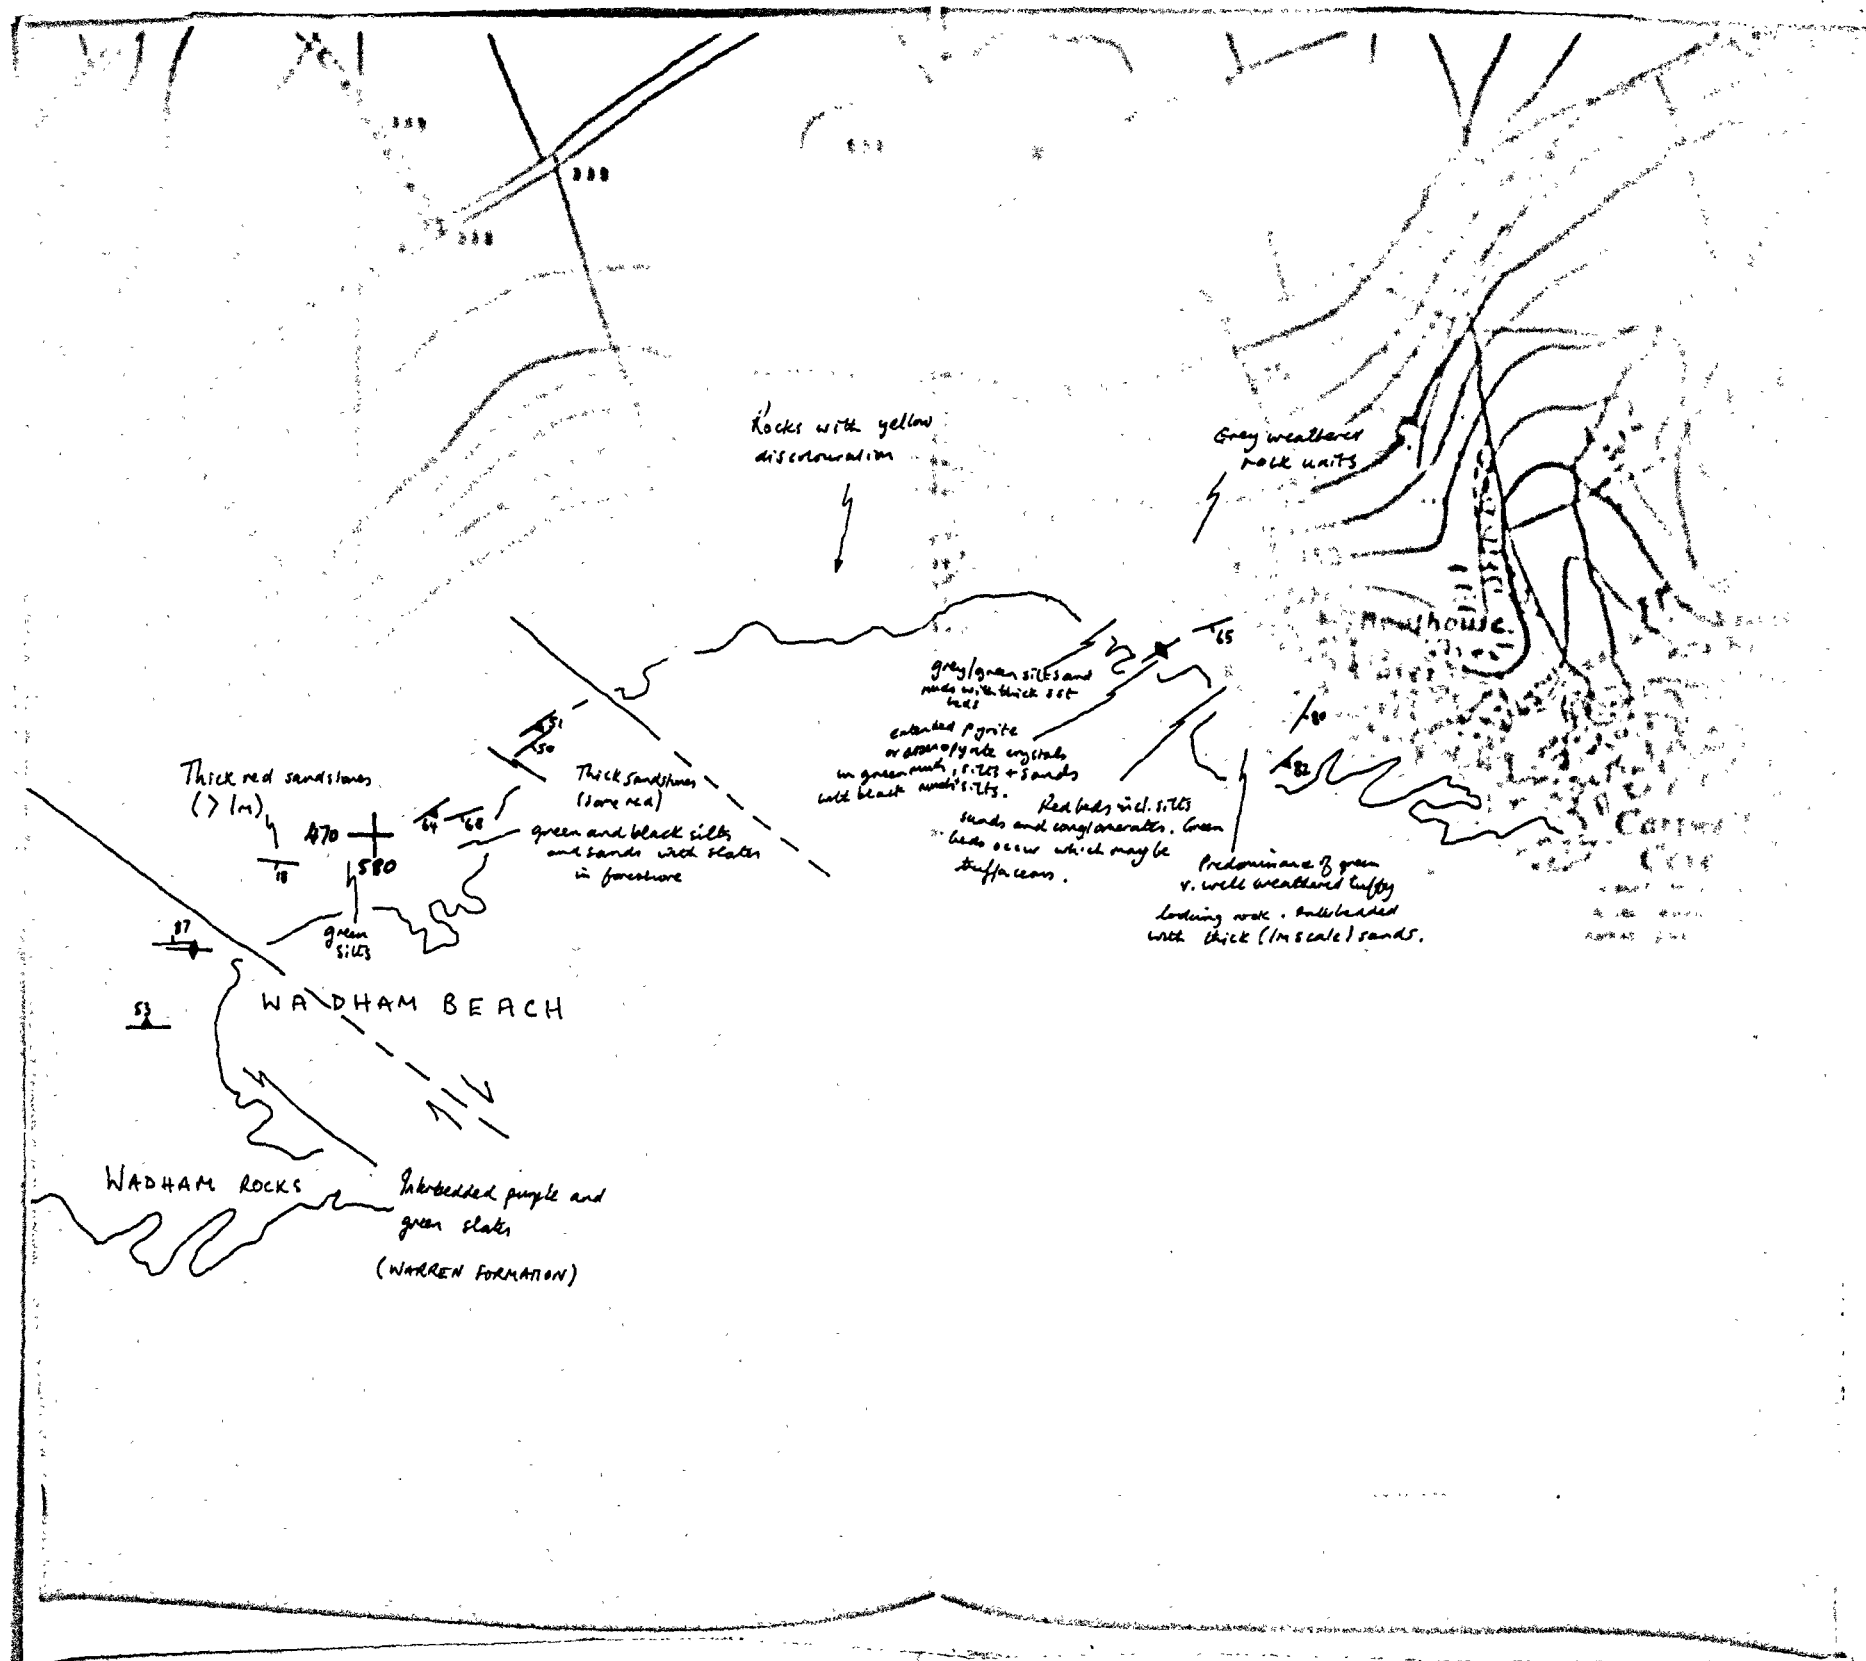 338
Rocks with yellow
discolouration
Grey weathered
rock units
65
grey/green silts and
muds with thick sst
beds
pyrite
crystals
in green muds, silts + sands
with black silts.
51
50
Thick red sandstones
(> 1m)
Thick sandstones
(some red)
80
82
64
68
470
580
18
green and black silts
and sands with slates
in foreshore
Red beds incl. silts
sands and conglomerates. Green
beds occur which may be
tuffaceous.
Predominance of green
v. well weathered tuffy
looking rock. Interbedded
with thick (1m scale) sands.
green
silts
87
53
WADHAM BEACH
WADHAM ROCKS
Interbedded purple and
green slates
(WARREN FORMATION)